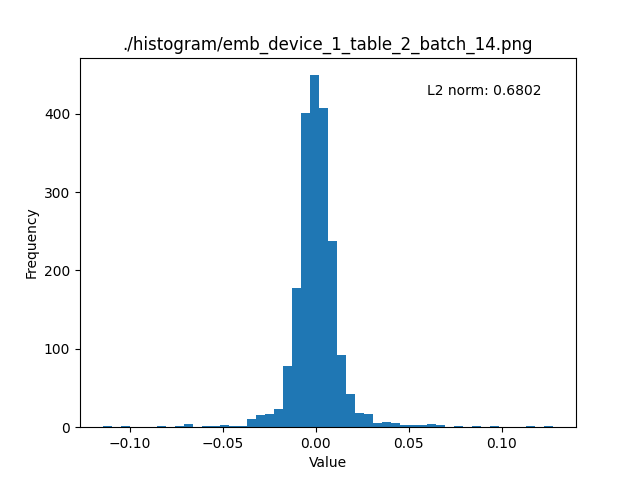 ./histogram/emb_device_1_table_2_batch_14.png
L2 norm: 0.6802
400
300
200
100
0
Frequency
−0.10 −0.05 0.00 0.05 0.10
Value